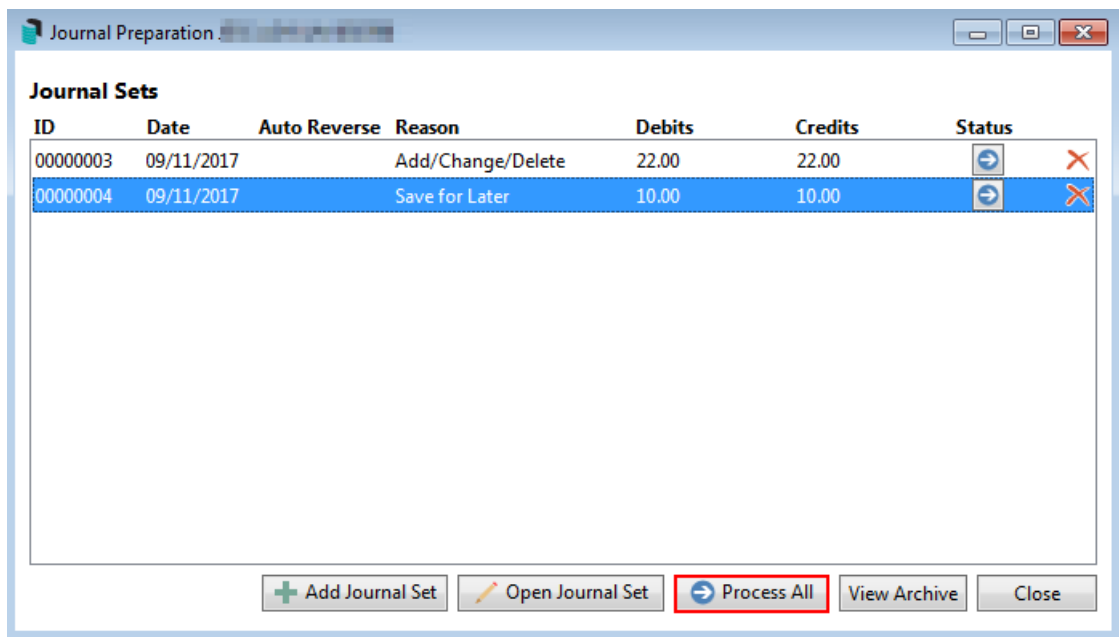 Journal Preparation
Journal Sets
ID Date Auto Reverse Reason Debits Credits Status
00000003 09/11/2017 Add/Change/Delete 22.00 22.00
00000004 09/11/2017 Save for Later 10.00 10.00
Add Journal Set Open Journal Set Process All View Archive Close